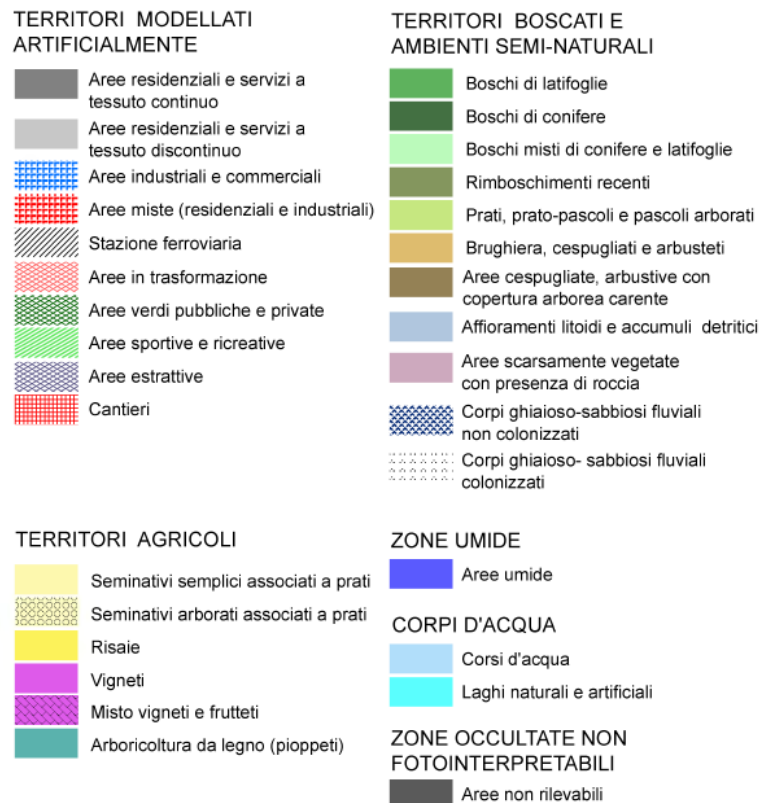 TERRITORI MODELLATI
ARTIFICIALMENTE
Aree residenziali e servizi a
tessuto continuo
Aree residenziali e servizi a
tessuto discontinuo
Aree industriali e commerciali
Aree miste (residenziali e industriali)
Stazione ferroviaria
Aree in trasformazione
Aree verdi pubbliche e private
Aree sportive e ricreative
Aree estrattive
Cantieri
TERRITORI BOSCATI E
AMBIENTI SEMI-NATURALI
Boschi di latifoglie
Boschi di conifere
Boschi misti di conifere e latifoglie
Rimboschimenti recenti
Prati, prato-pascoli e pascoli arborati
Brughiera, cespugliati e arbusteti
Aree cespugliate, arbustive con
copertura arborea carente
Affioramenti litoidi e accumuli detritici
Aree scarsamente vegetate
con presenza di roccia
Corpi ghiaioso-sabbiosi fluviali
non colonizzati
Corpi ghiaioso- sabbiosi fluviali
colonizzati
TERRITORI AGRICOLI
Seminativi semplici associati a prati
Seminativi arborati associati a prati
Risaie
Vigneti
Misto vigneti e frutteti
Arboricoltura da legno (pioppeti)
ZONE UMIDE
Aree umide
CORPI D'ACQUA
Corsi d'acqua
Laghi naturali e artificiali
ZONE OCCULTATE NON
FOTOINTERPRETABILI
Aree non rilevabili